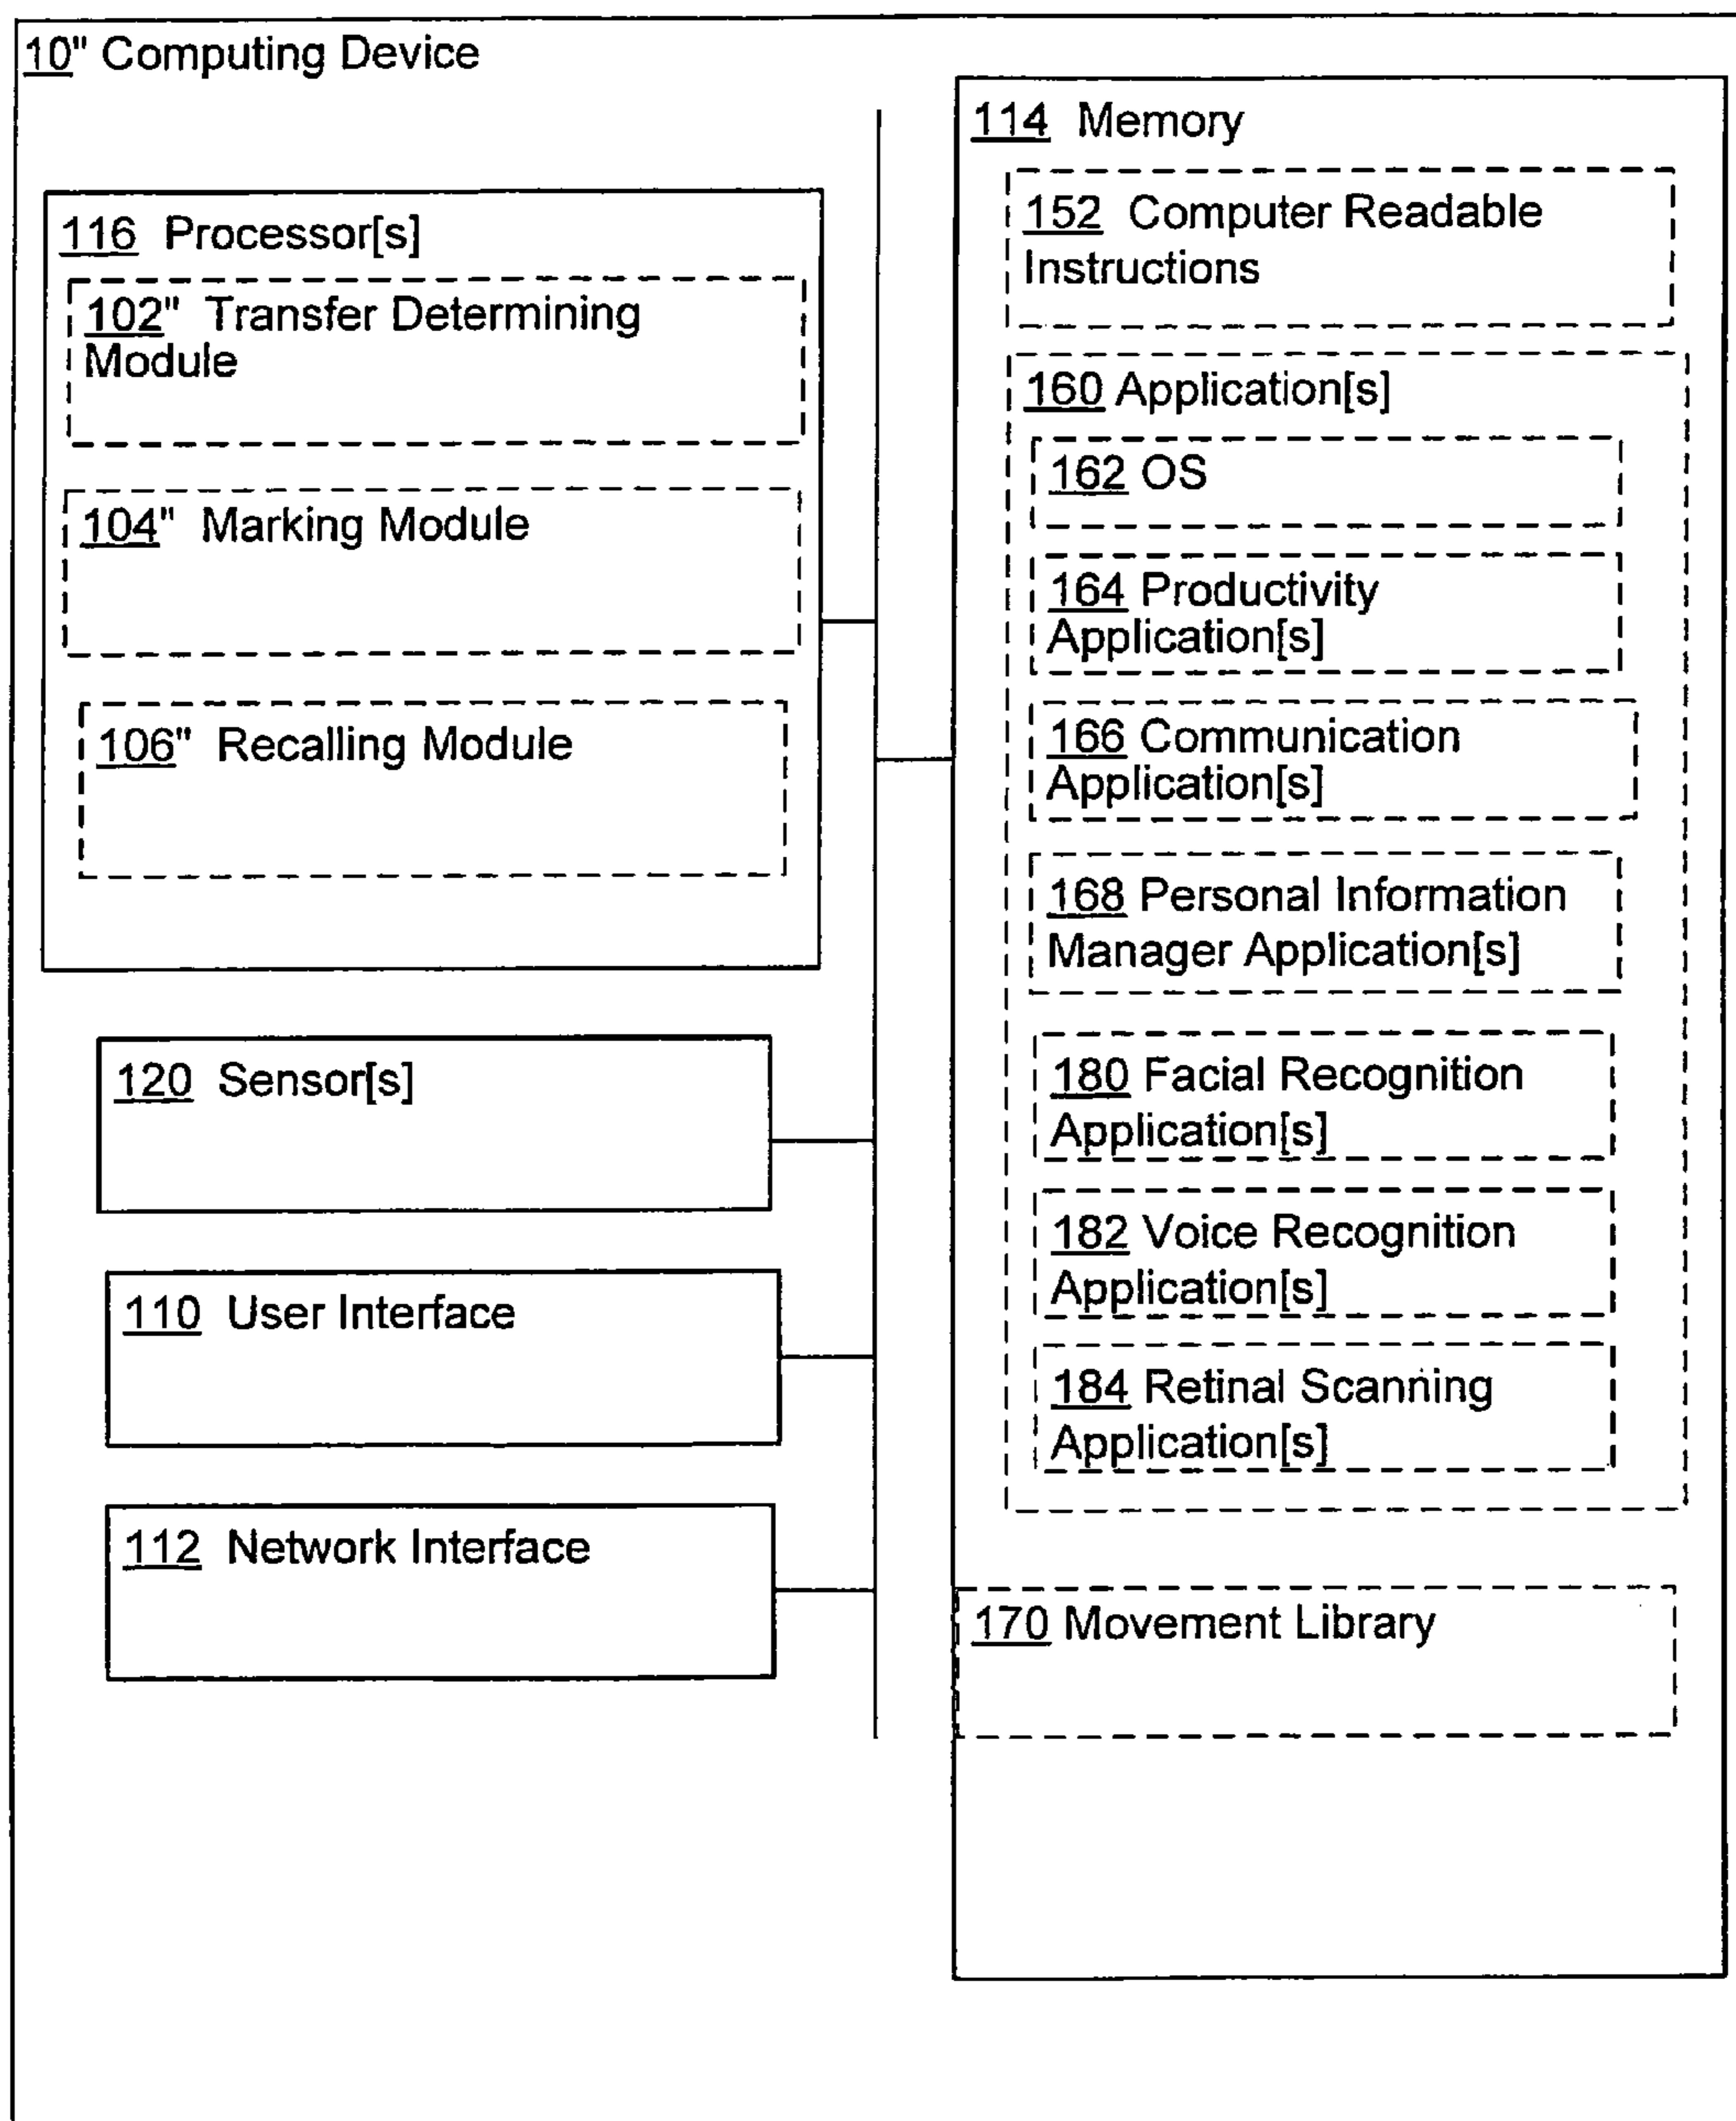 10" Computing Device
116 Processor[s]
102" Transfer Determining
Module
104" Marking Module
106" Recalling Module
120 Sensor[s]
110 User Interface
112 Network Interface
114 Memory
152 Computer Readable
Instructions
160 Application[s]
162 OS
164 Productivity
Application[s]
166 Communication
Application[s]
168 Personal Information
Manager Application[s]
180 Facial Recognition
Application[s]
182 Voice Recognition
Application[s]
184 Retinal Scanning
Application[s]
170 Movement Library